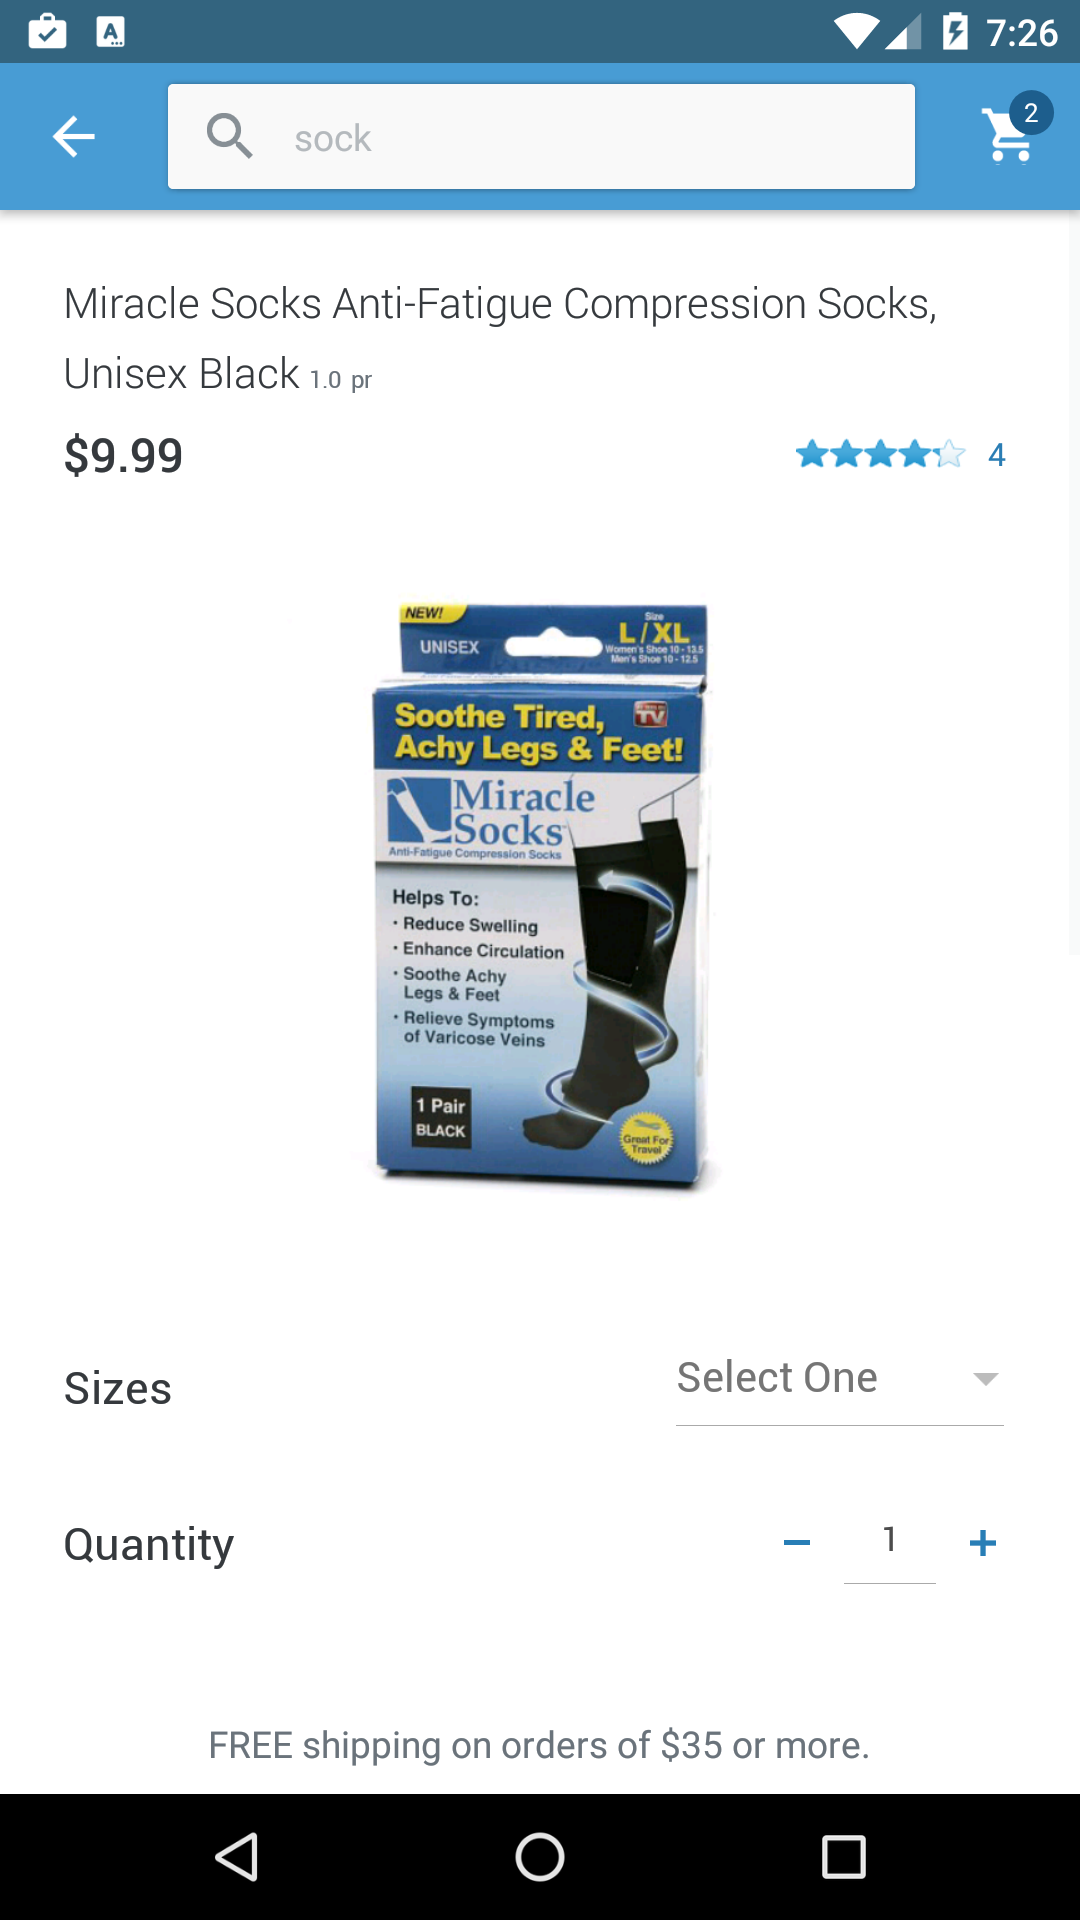 7:26
sock
2
Miracle Socks Anti-Fatigue Compression Socks,
Unisex Black 1.0 pr
$9.99
4
NEW!
UNISEX
Size
L/XL
Women's Shoe 10 - 13.5
Men's Shoe 10 - 12.5
Soothe Tired,
TV
Achy Legs & Feet!
Miracle
Socks
Anti-Fatigue Compression Socks
Helps To:
· Reduce Swelling
· Enhance Circulation
· Soothe Achy
Legs & Feet
· Relieve Symptoms
of Varicose Veins
1 Pair
BLACK
Great For
Travel
Sizes
Select One
Quantity
1
FREE shipping on orders of $35 or more.